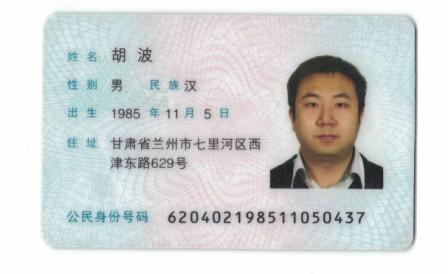 姓名 胡波
性别 男 民族 汉
出生 1985 年 11 月 5 日
住址 甘肃省兰州市七里河区西
津东路629号
公民身份号码 620402198511050437